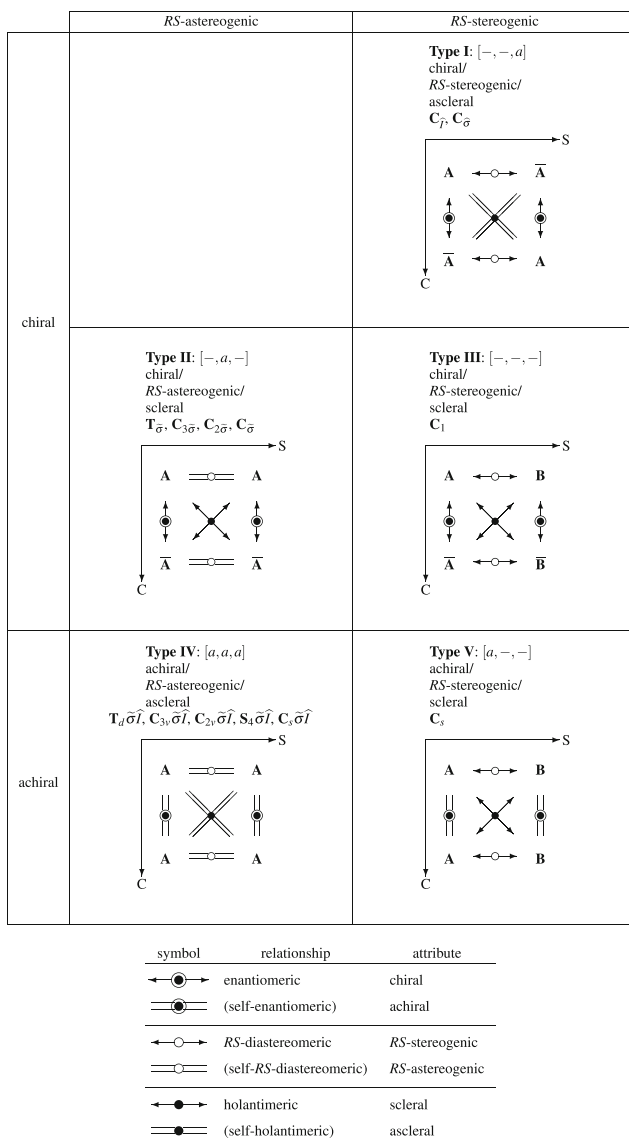 RS-astereogenic RS-stereogenic
chiral
Type I: [−, −, a]
chiral/
RS-stereogenic/
ascleral
C_Î, C_σ̂
S
A A̅
A̅ A
C
Type II: [−, a, −]
chiral/
RS-astereogenic/
scleral
T_σ̃, C_3σ̃, C_2σ̃, C_σ̃
S
A A
A̅ A̅
C
Type III: [−, −, −]
chiral/
RS-stereogenic/
scleral
C₁
S
A B
A̅ B̅
C
achiral
Type IV: [a, a, a]
achiral/
RS-astereogenic/
ascleral
T_dσ̃Î, C_3vσ̃Î, C_2vσ̃Î, S₄σ̃Î, C_sσ̃Î
S
A A
A A
C
Type V: [a, −, −]
achiral/
RS-stereogenic/
scleral
C_s
S
A B
A B
C
symbol relationship attribute
enantiomeric chiral
(self-enantiomeric) achiral
RS-diastereomeric RS-stereogenic
(self-RS-diastereomeric) RS-astereogenic
holantimeric scleral
(self-holantimeric) ascleral